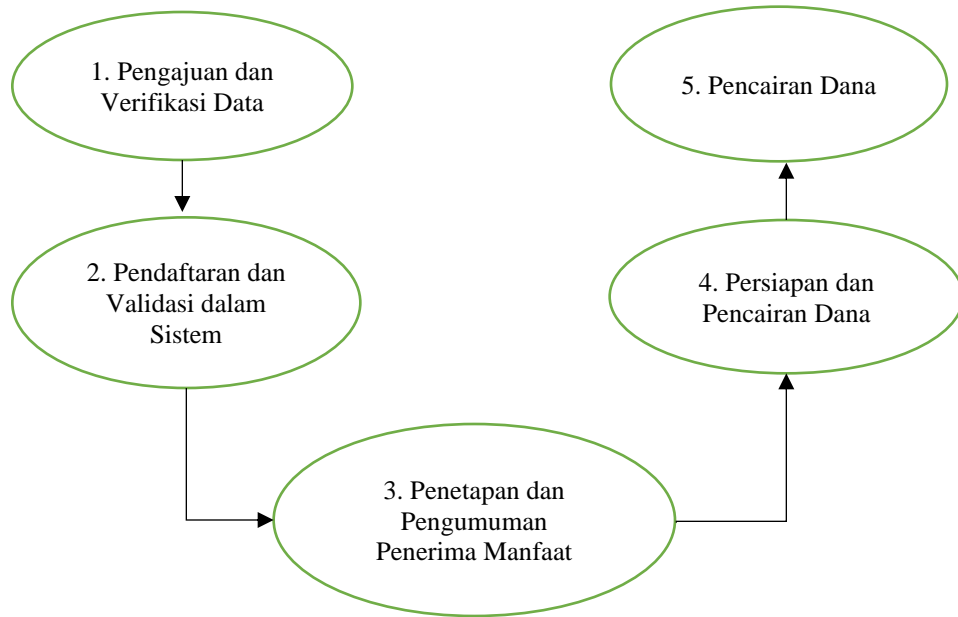 1. Pengajuan dan
Verifikasi Data
2. Pendaftaran dan
Validasi dalam
Sistem
3. Penetapan dan
Pengumuman
Penerima Manfaat
4. Persiapan dan
Pencairan Dana
5. Pencairan Dana